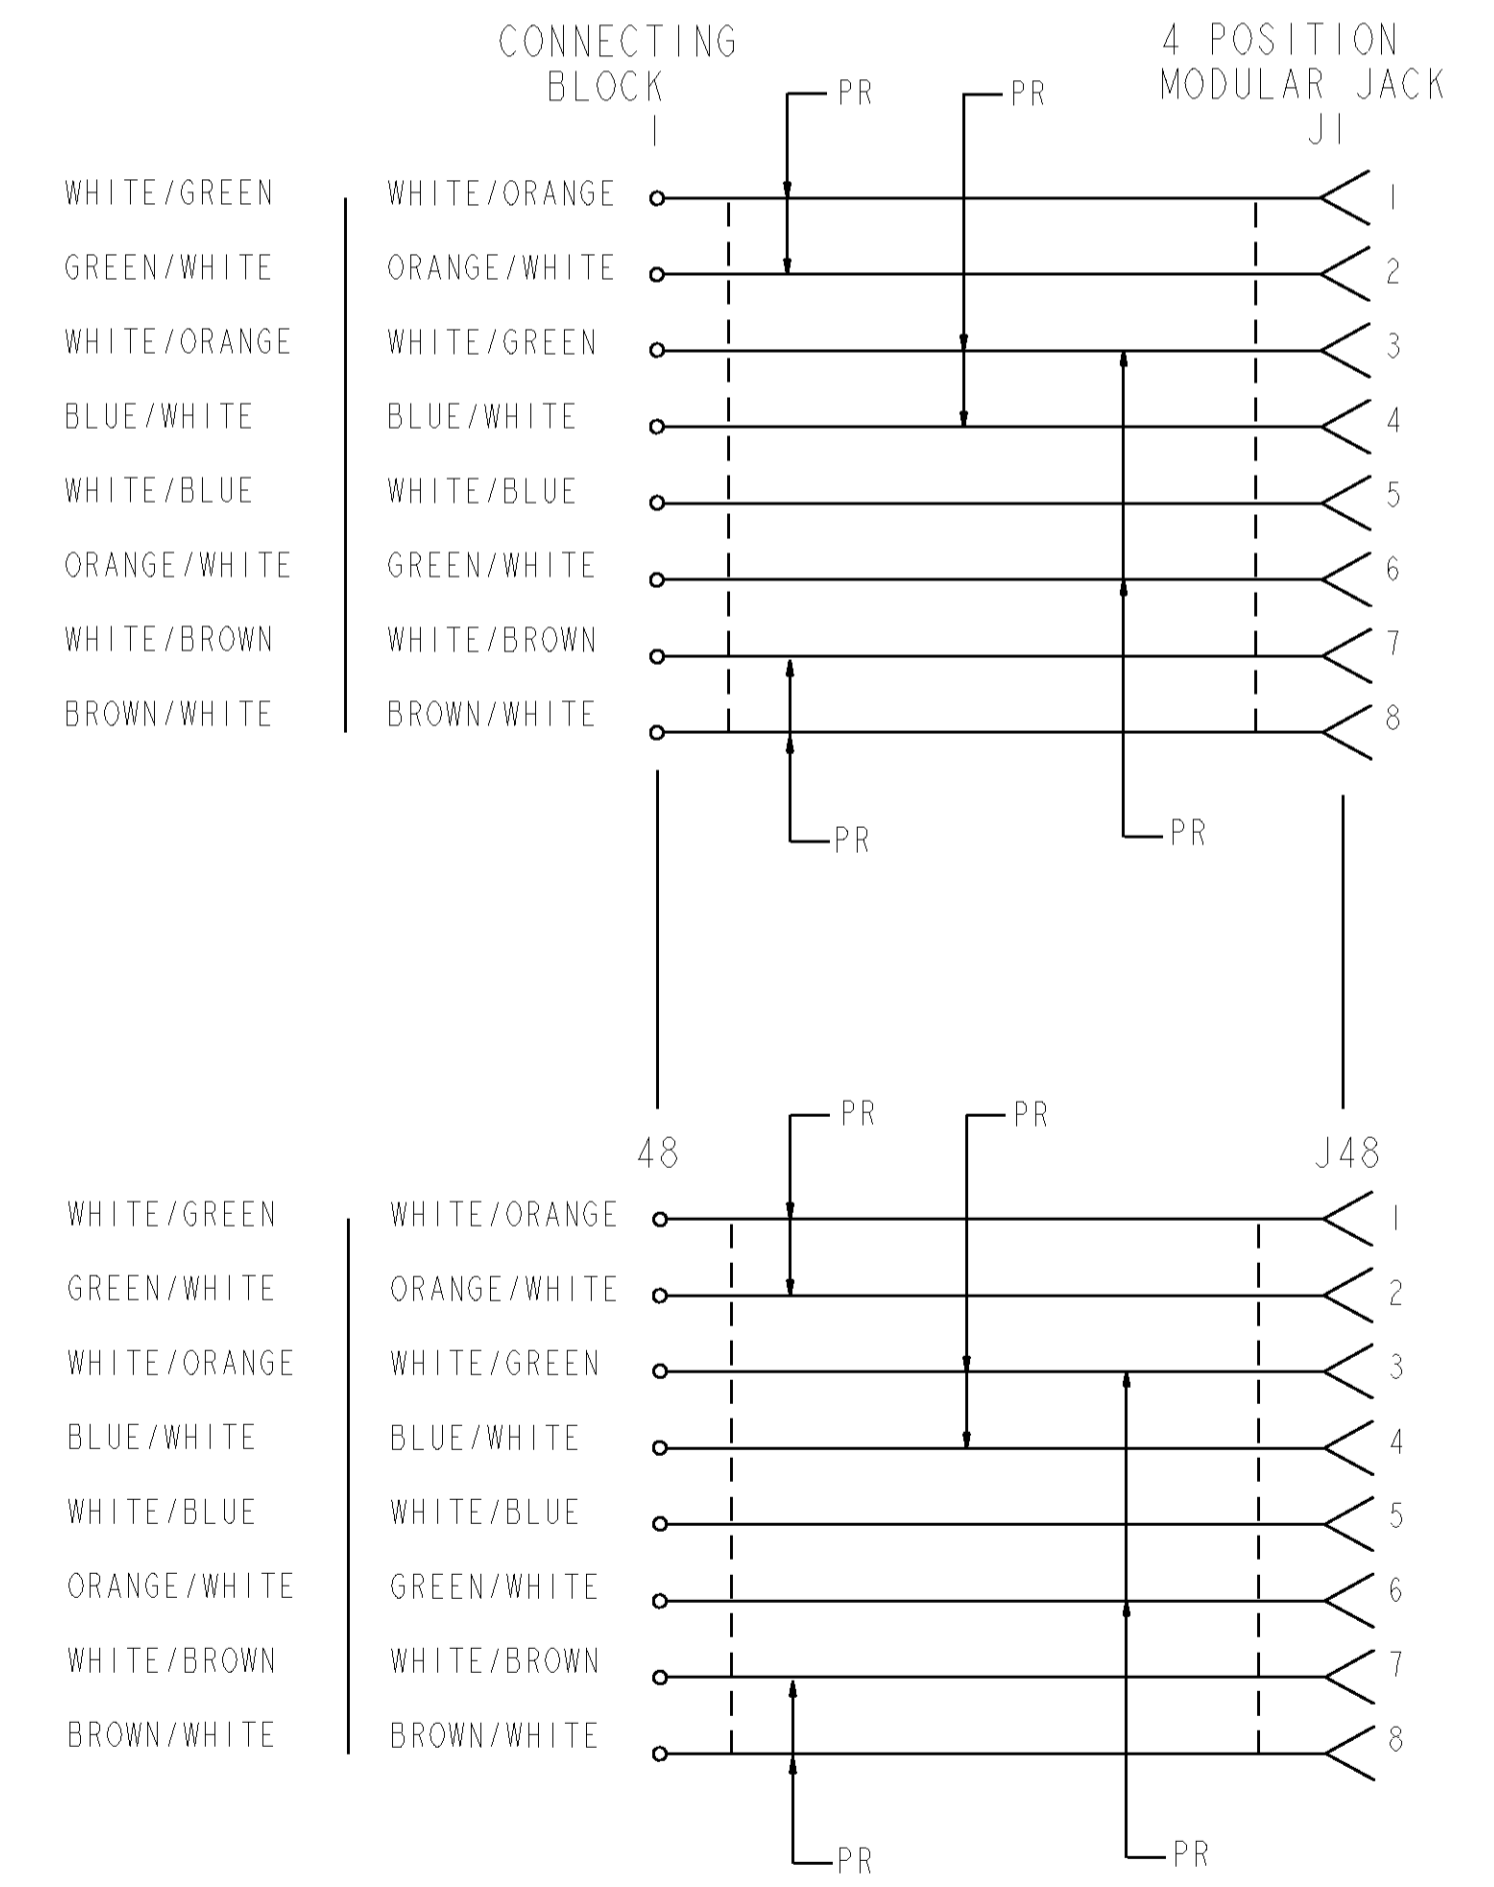 CONNECTING
BLOCK
1
4 POSITION
MODULAR JACK
J1
PR
PR
WHITE/GREEN WHITE/ORANGE 1
GREEN/WHITE ORANGE/WHITE 2
WHITE/ORANGE WHITE/GREEN 3
BLUE/WHITE BLUE/WHITE 4
WHITE/BLUE WHITE/BLUE 5
ORANGE/WHITE GREEN/WHITE 6
WHITE/BROWN WHITE/BROWN 7
BROWN/WHITE BROWN/WHITE 8
PR
PR
PR
PR
48
J48
WHITE/GREEN WHITE/ORANGE 1
GREEN/WHITE ORANGE/WHITE 2
WHITE/ORANGE WHITE/GREEN 3
BLUE/WHITE BLUE/WHITE 4
WHITE/BLUE WHITE/BLUE 5
ORANGE/WHITE GREEN/WHITE 6
WHITE/BROWN WHITE/BROWN 7
BROWN/WHITE BROWN/WHITE 8
PR
PR